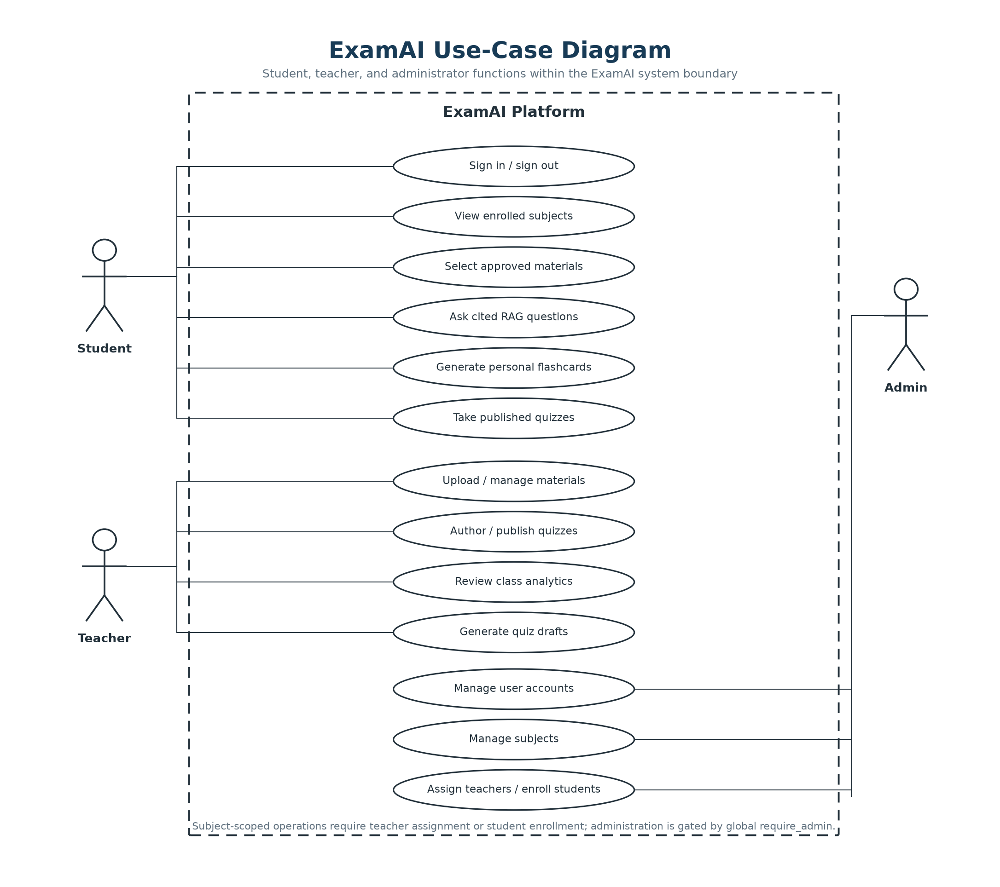 ExamAI Use-Case Diagram
Student, teacher, and administrator functions within the ExamAI system boundary
ExamAI Platform
Sign in / sign out
View enrolled subjects
Select approved materials
Ask cited RAG questions
Student
Generate personal flashcards
Admin
Take published quizzes
Upload / manage materials
Author / publish quizzes
Review class analytics
Generate quiz drafts
Teacher
Manage user accounts
Manage subjects
Assign teachers / enroll students
Subject-scoped operations require teacher assignment or student enrollment; administration is gated by global require_admin.